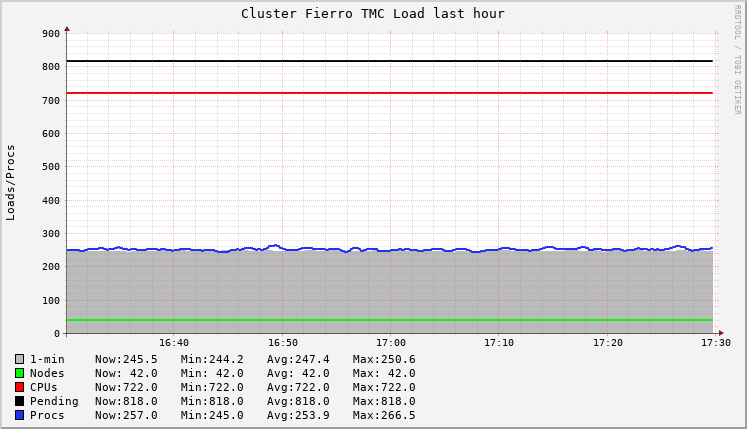 Cluster Fierro TMC Load last hour
RRDTOOL / TOBI OETIKER
Loads/Procs
900
800
700
600
500
400
300
200
100
0
16:40 16:50 17:00 17:10 17:20 17:30
1-min Now:245.5 Min:244.2 Avg:247.4 Max:250.6
Nodes Now: 42.0 Min: 42.0 Avg: 42.0 Max: 42.0
CPUs Now:722.0 Min:722.0 Avg:722.0 Max:722.0
Pending Now:818.0 Min:818.0 Avg:818.0 Max:818.0
Procs Now:257.0 Min:245.0 Avg:253.9 Max:266.5